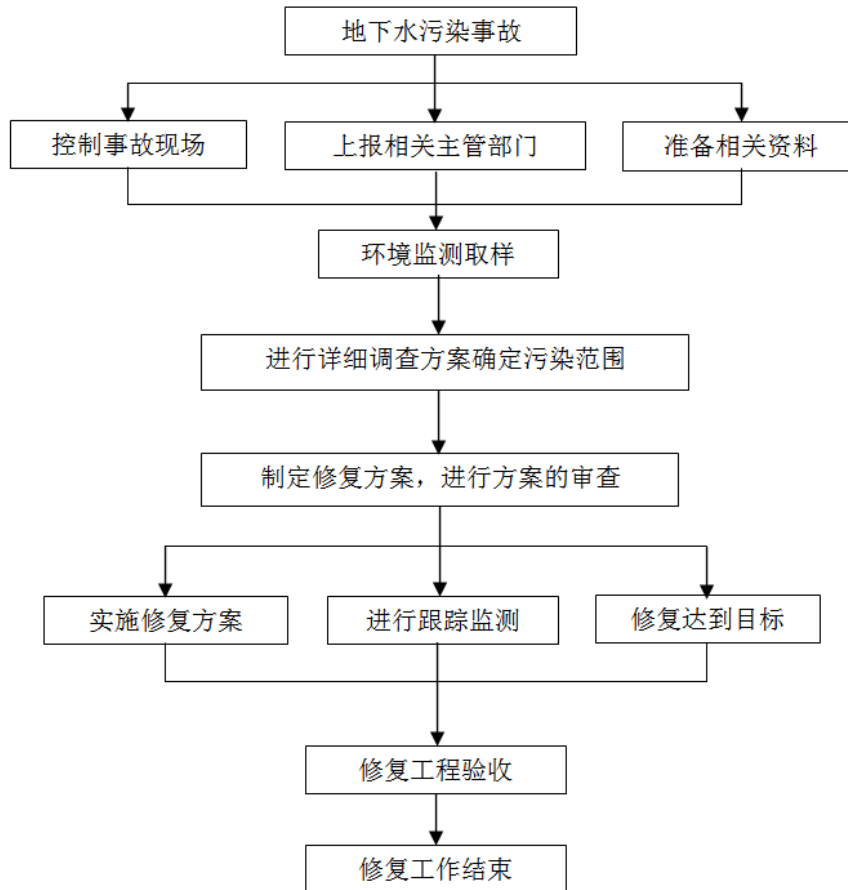 地下水污染事故
控制事故现场
上报相关主管部门
准备相关资料
环境监测取样
进行详细调查方案确定污染范围
制定修复方案，进行方案的审查
实施修复方案
进行跟踪监测
修复达到目标
修复工程验收
修复工作结束